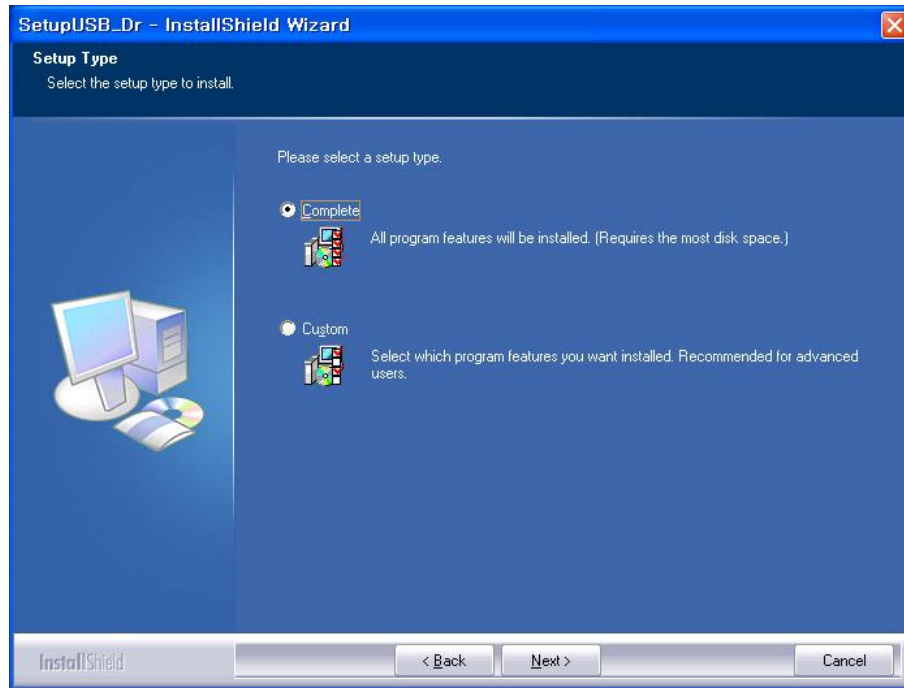 SetupUSB_Dr - InstallShield Wizard
Setup Type
Select the setup type to install.
Please select a setup type.
Complete
All program features will be installed. (Requires the most disk space.)
Custom
Select which program features you want installed. Recommended for advanced
users.
InstallShield
< Back
Next >
Cancel